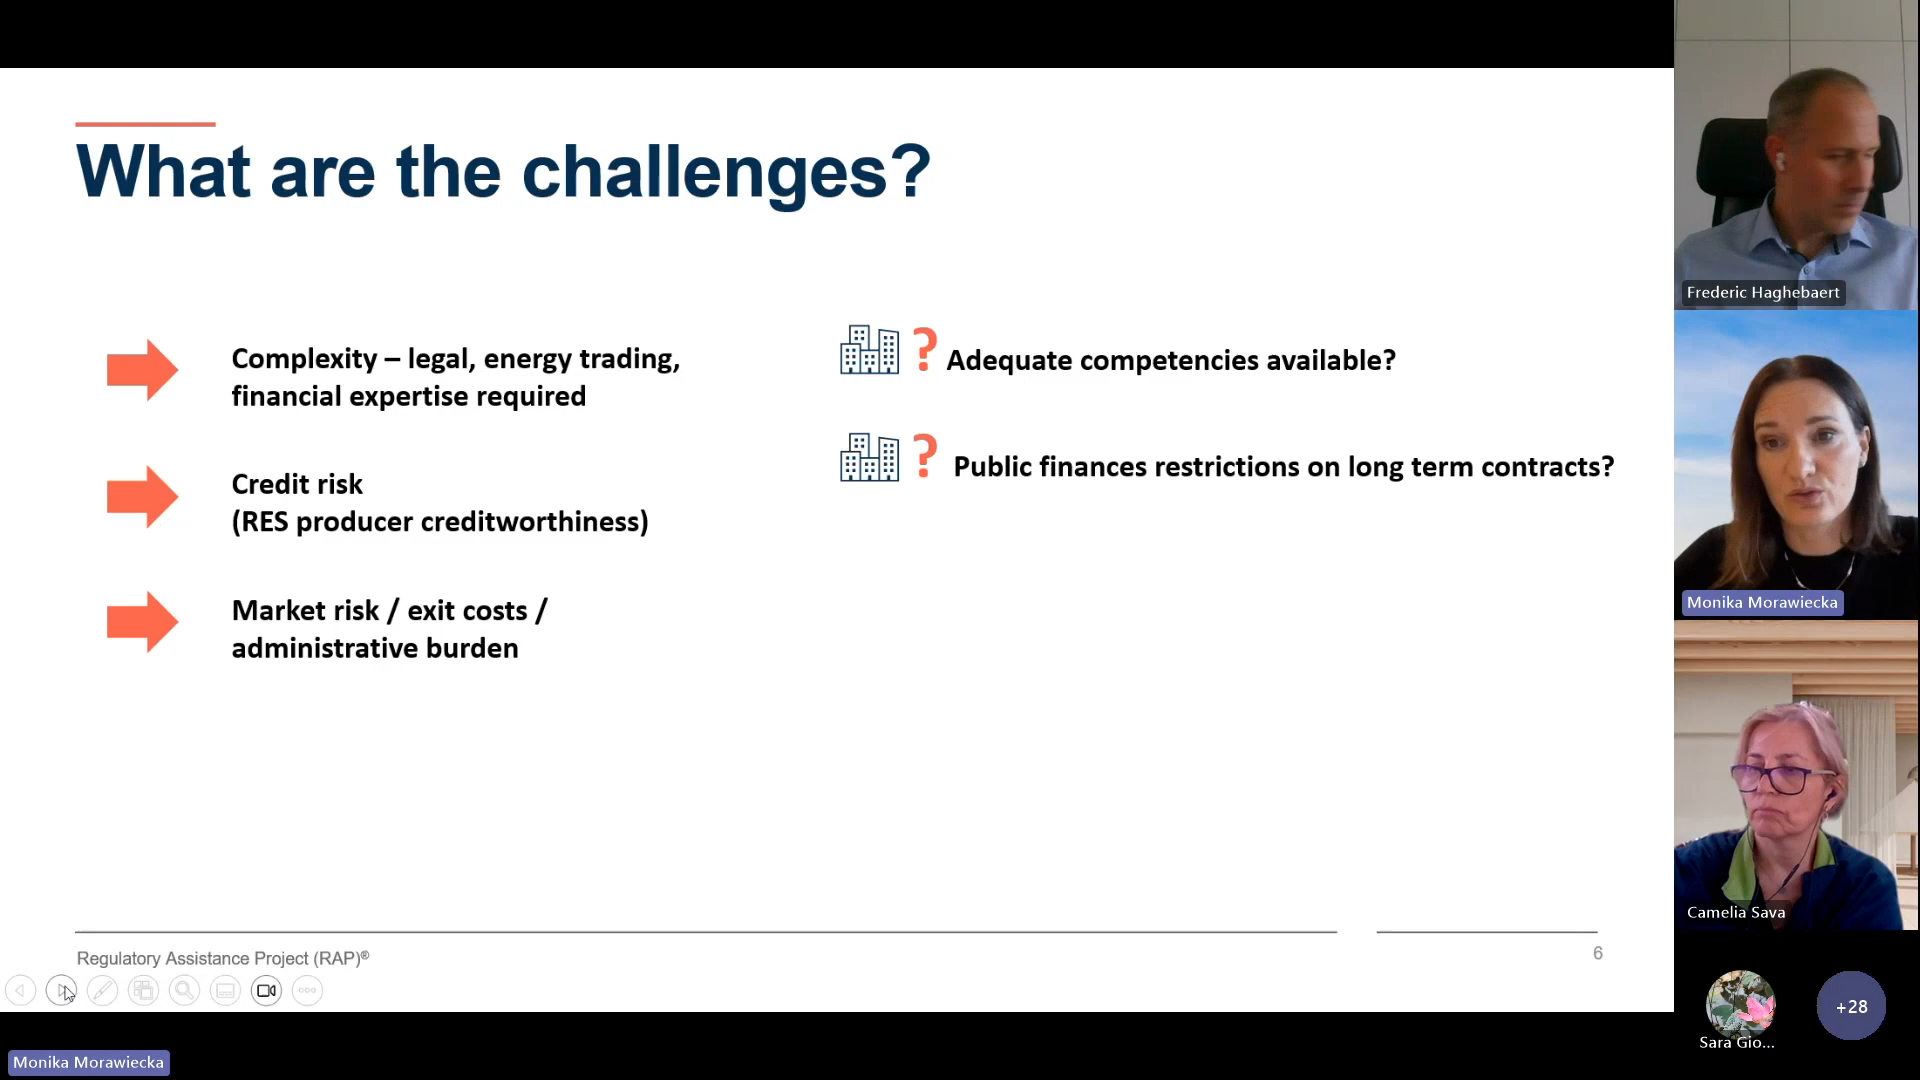 What are the challenges?
Complexity – legal, energy trading,
financial expertise required
Credit risk
(RES producer creditworthiness)
Market risk / exit costs /
administrative burden
? Adequate competencies available?
? Public finances restrictions on long term contracts?
Regulatory Assistance Project (RAP)®
6
Monika Morawiecka
Frederic Haghebaert
Monika Morawiecka
Camelia Sava
Sara Gio...
+28